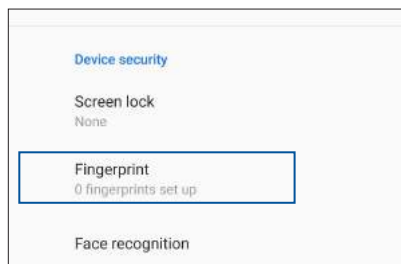 Device security
Screen lock
None
Fingerprint
0 fingerprints set up
Face recognition